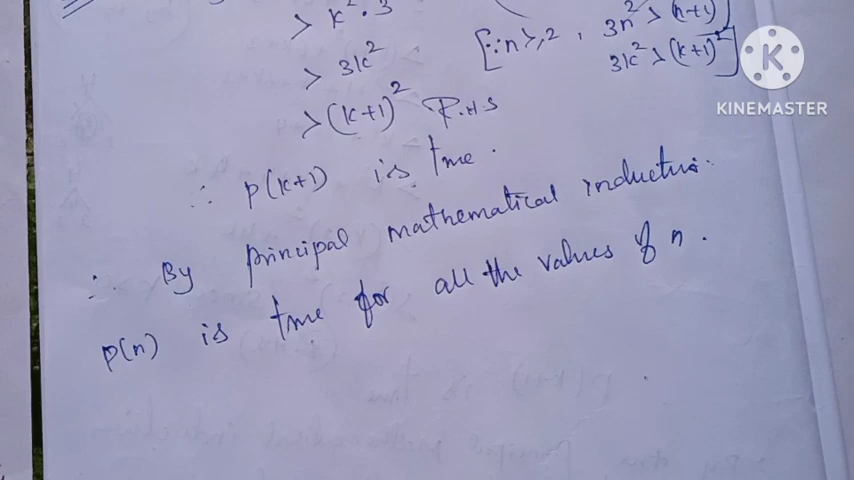 > k² · 3
> 3k² [∵ n ≥ 2, 3n² > (n+1)²
3k² > (k+1)²]
> (k+1)² R.H.S
∴ p(k+1) is true.
∴ By principal mathematical induction.
p(n) is true for all the values of n.
K
KINEMASTER